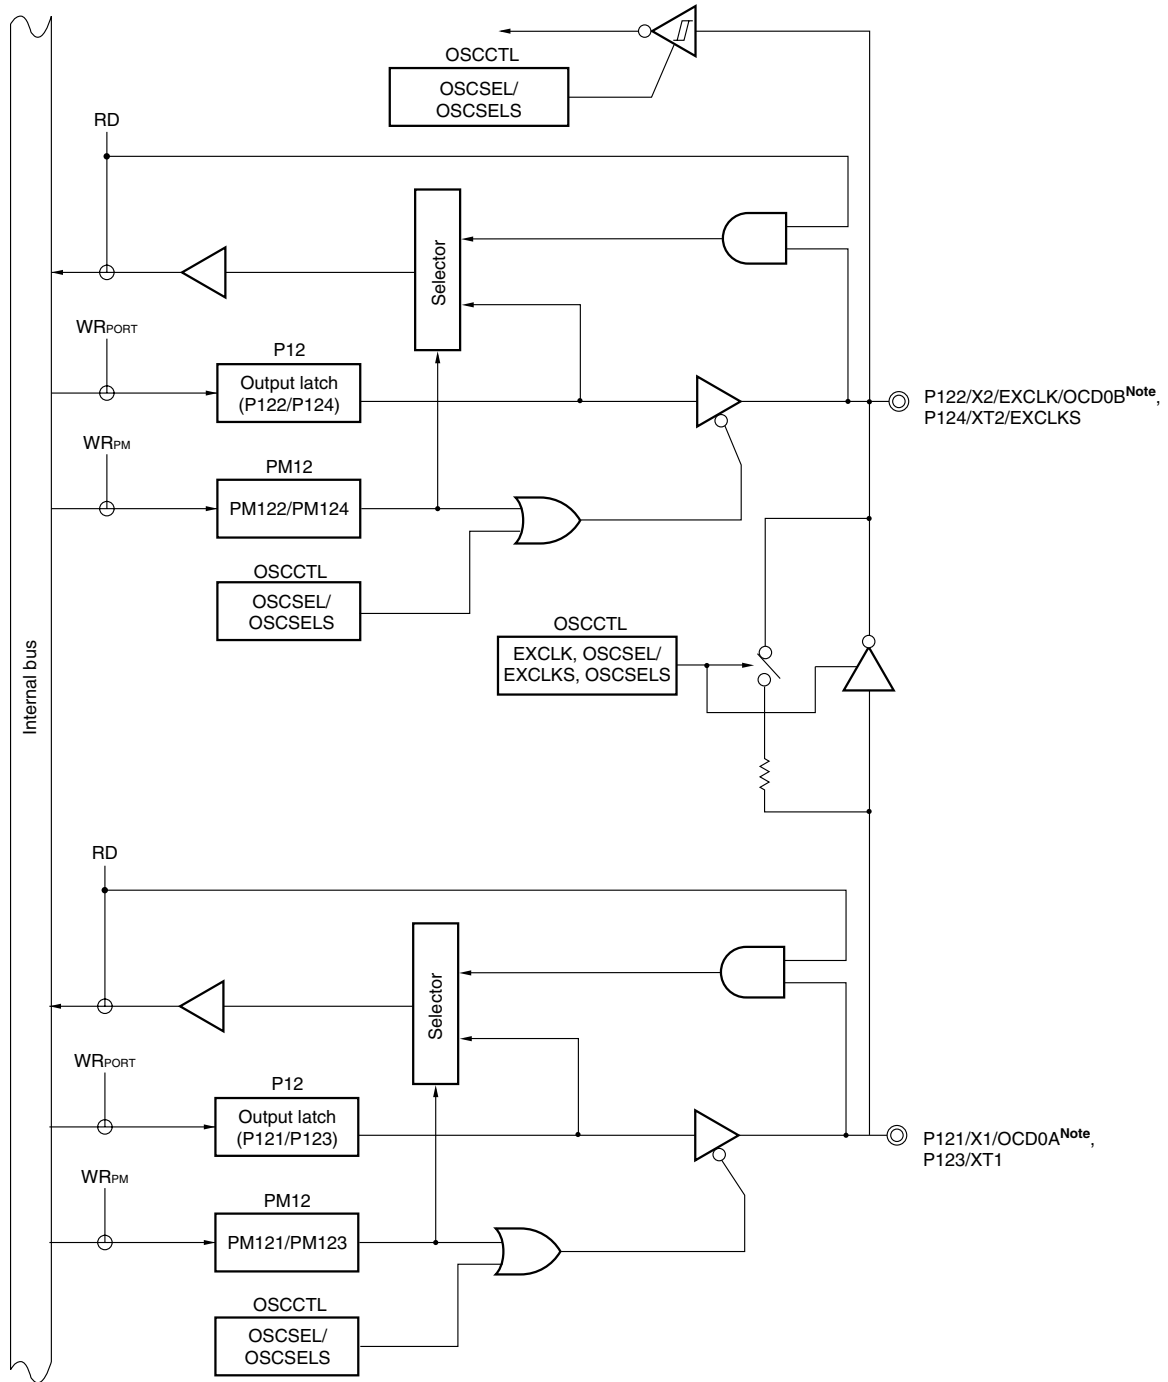 OSCCTL
OSCSEL/
OSCSELS
RD
Selector
WRPORT
P12
Output latch
(P122/P124)
P122/X2/EXCLK/OCD0BNote,
P124/XT2/EXCLKS
WRPM
PM12
PM122/PM124
OSCCTL
OSCSEL/
OSCSELS
OSCCTL
EXCLK, OSCSEL/
EXCLKS, OSCSELS
Internal bus
RD
Selector
WRPORT
P12
Output latch
(P121/P123)
P121/X1/OCD0ANote,
P123/XT1
WRPM
PM12
PM121/PM123
OSCCTL
OSCSEL/
OSCSELS